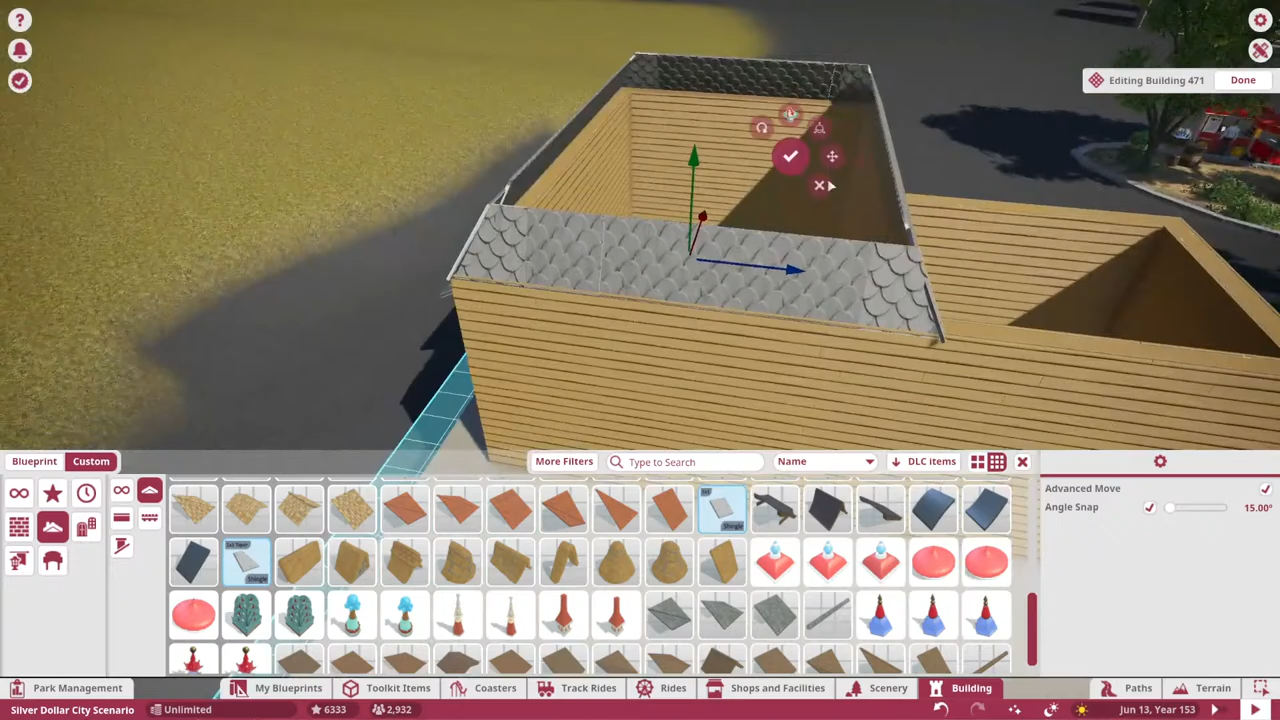 ?
Editing Building 471
Done
Blueprint
Custom
More Filters
Type to Search
Name
DLC items
Advanced Move
Angle Snap
15.00°
Shingle
Shingle
Park Management
My Blueprints
Toolkit Items
Coasters
Track Rides
Rides
Shops and Facilities
Scenery
Building
Paths
Terrain
Silver Dollar City Scenario
Unlimited
6333
2,932
Jun 13, Year 153